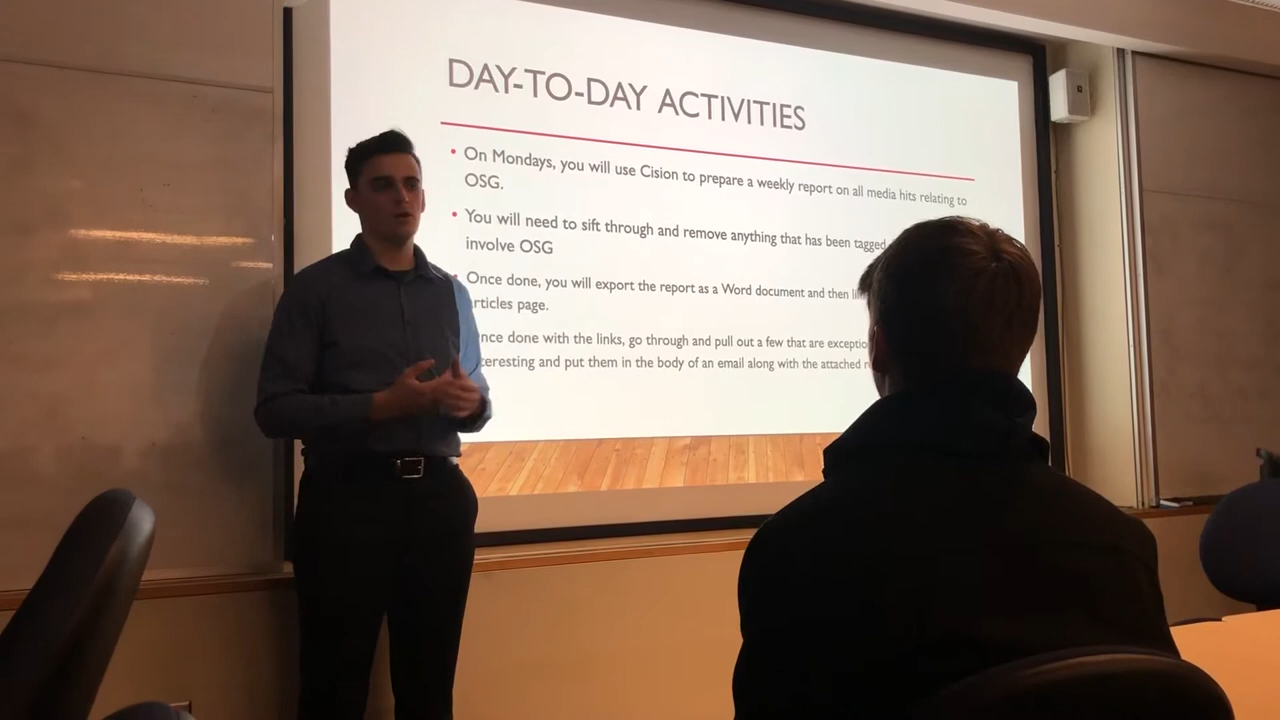 DAY-TO-DAY ACTIVITIES
• On Mondays, you will use Cision to prepare a weekly report on all media hits relating to
OSG.
• You will need to sift through and remove anything that has been tagged
involve OSG
Once done, you will export the report as a Word document and then
articles page.
done with the links, go through and pull out a few that are
and put them in the body of an email along with the attached